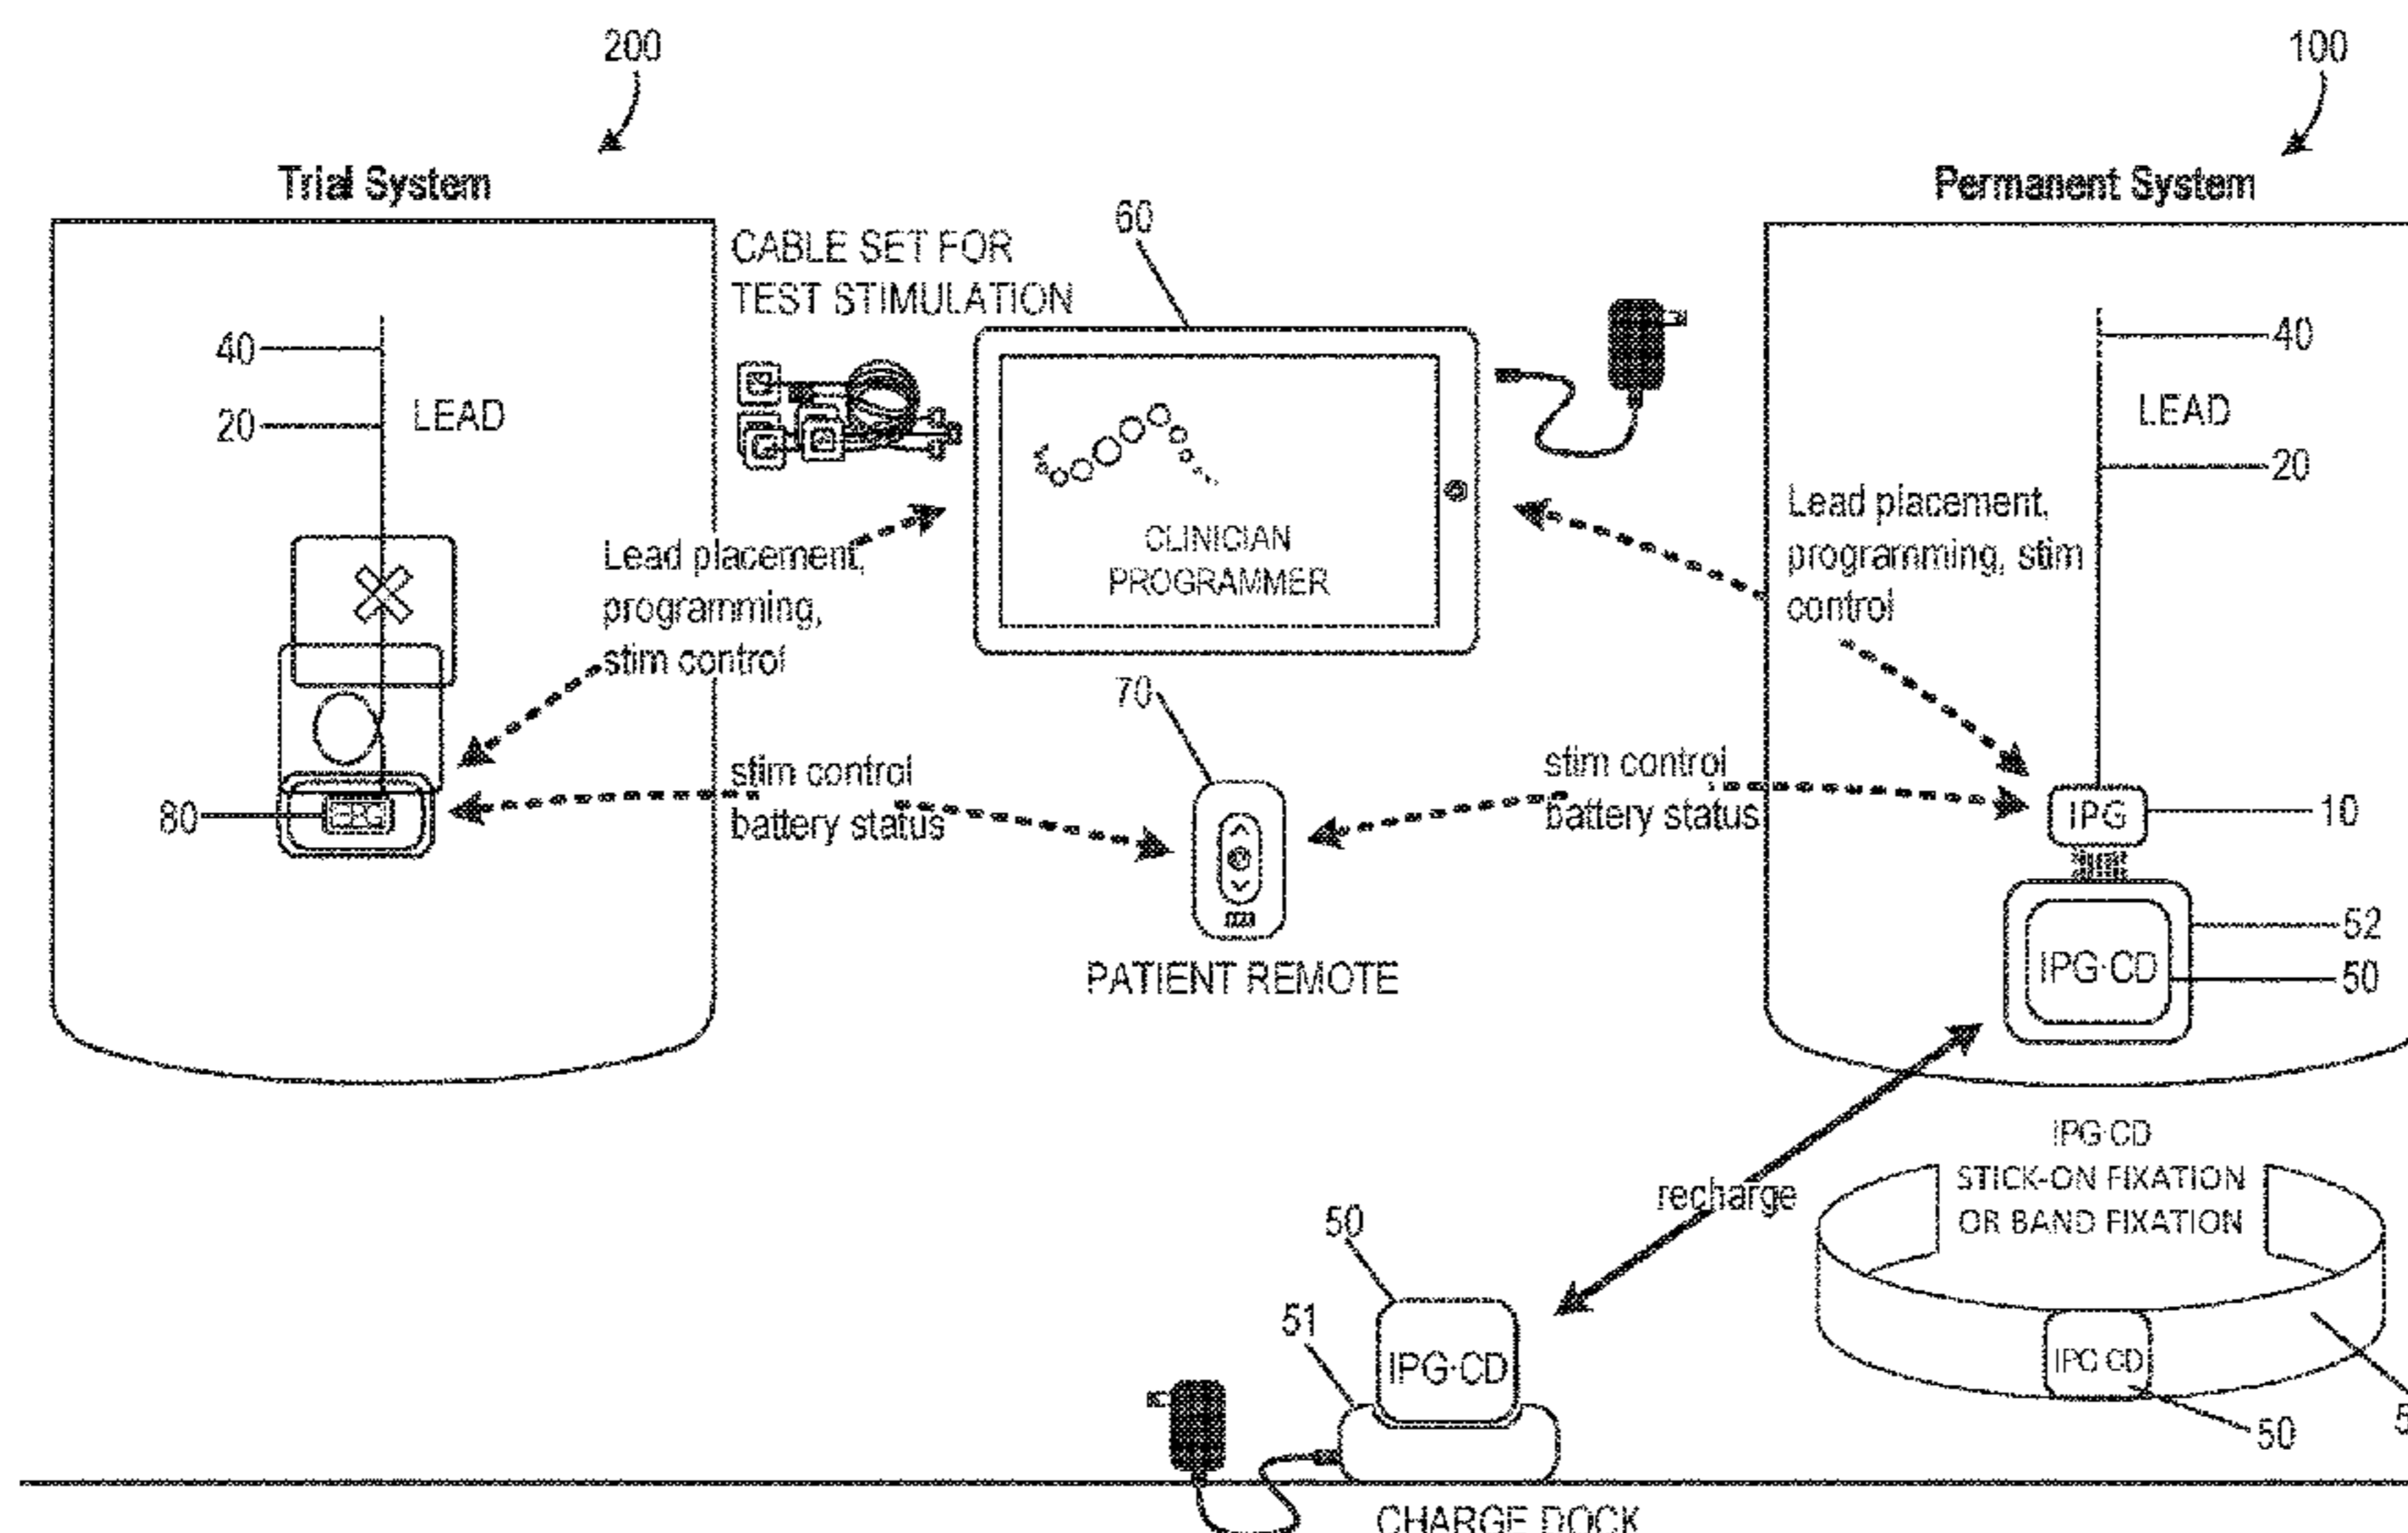 200
100
Trial System
Permanent System
CABLE SET FOR
TEST STIMULATION
60
40
20
LEAD
40
LEAD
20
CLINICIAN
PROGRAMMER
Lead placement,
programming,
stim control
Lead placement,
programming, stim
control
70
stim control
battery status
stim control
battery status
80
IPG
10
PATIENT REMOTE
IPG·CD
52
50
recharge
IPG·CD
STICK-ON FIXATION
OR BAND FIXATION
50
51
IPG·CD
50
CHARGE DOCK